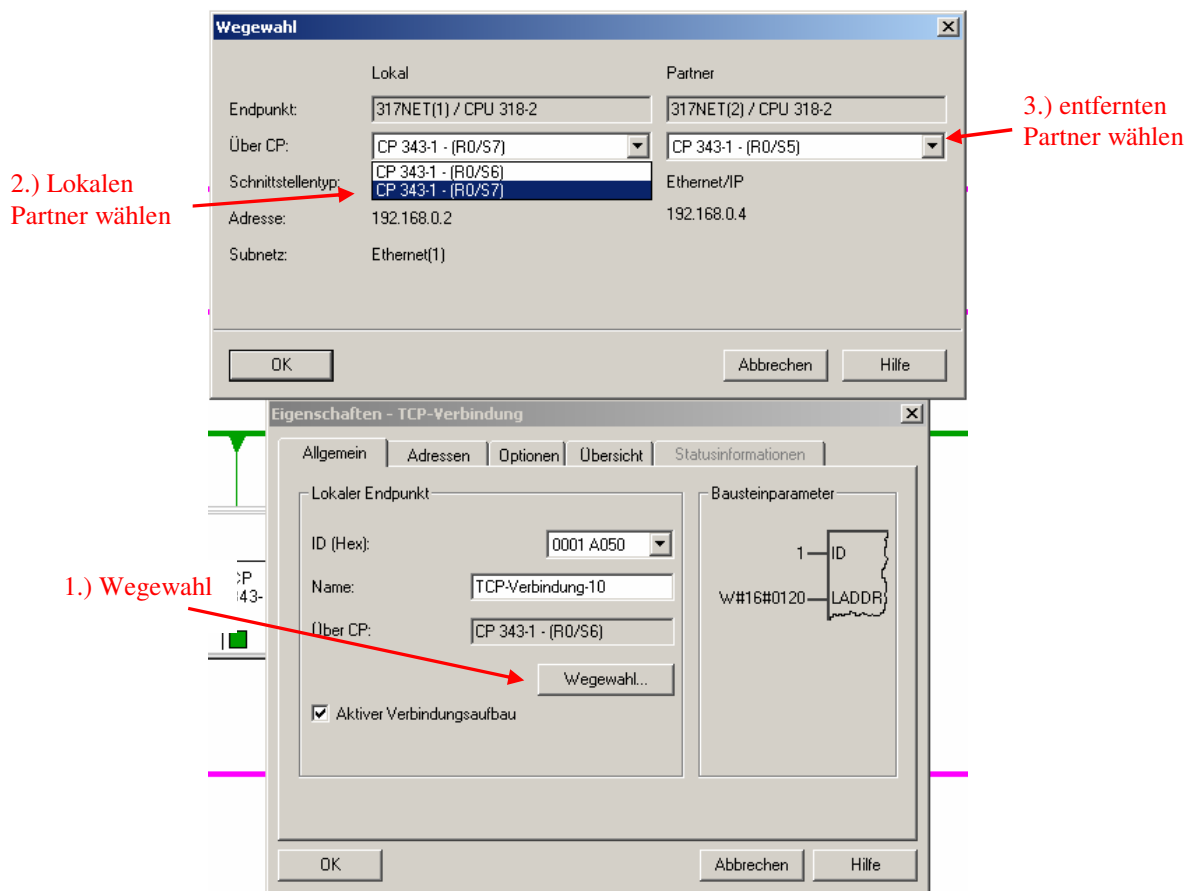 Wegewahl
Lokal Partner
Endpunkt: 317NET(1) / CPU 318-2 317NET(2) / CPU 318-2
3.) entfernten
Partner wählen
Über CP: CP 343-1 - (R0/S7) CP 343-1 - (R0/S5)
CP 343-1 - (R0/S6)
2.) Lokalen
Partner wählen
Schnittstellentyp: CP 343-1 - (R0/S7) Ethernet/IP
Adresse: 192.168.0.2 192.168.0.4
Subnetz: Ethernet(1)
OK Abbrechen Hilfe
Eigenschaften - TCP-Verbindung
Allgemein Adressen Optionen Übersicht Statusinformationen
Lokaler Endpunkt Bausteinparameter
ID (Hex): 0001 A050
1 ID
1.) Wegewahl
Name: TCP-Verbindung-10
W#16#0120 LADDR
Über CP: CP 343-1 - (R0/S6)
Wegewahl...
Aktiver Verbindungsaufbau
OK Abbrechen Hilfe